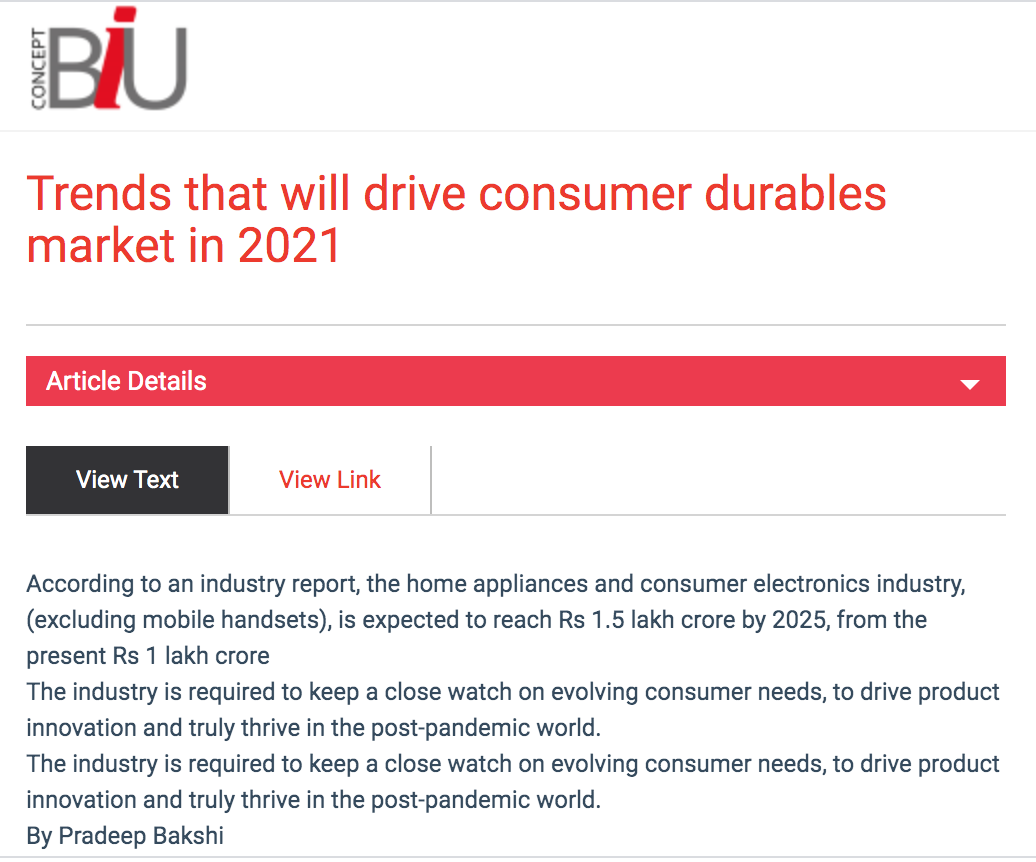 CONCEPT
BiU
Trends that will drive consumer durables
market in 2021
Article Details
View Text
View Link
According to an industry report, the home appliances and consumer electronics industry,
(excluding mobile handsets), is expected to reach Rs 1.5 lakh crore by 2025, from the
present Rs 1 lakh crore
The industry is required to keep a close watch on evolving consumer needs, to drive product
innovation and truly thrive in the post-pandemic world.
The industry is required to keep a close watch on evolving consumer needs, to drive product
innovation and truly thrive in the post-pandemic world.
By Pradeep Bakshi